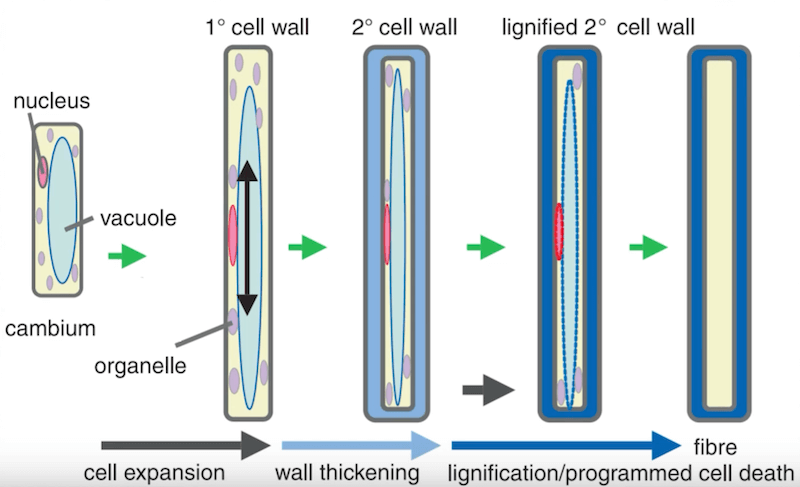 1° cell wall
2° cell wall
lignified 2° cell wall
nucleus
vacuole
cambium
organelle
fibre
cell expansion
wall thickening
lignification/programmed cell death